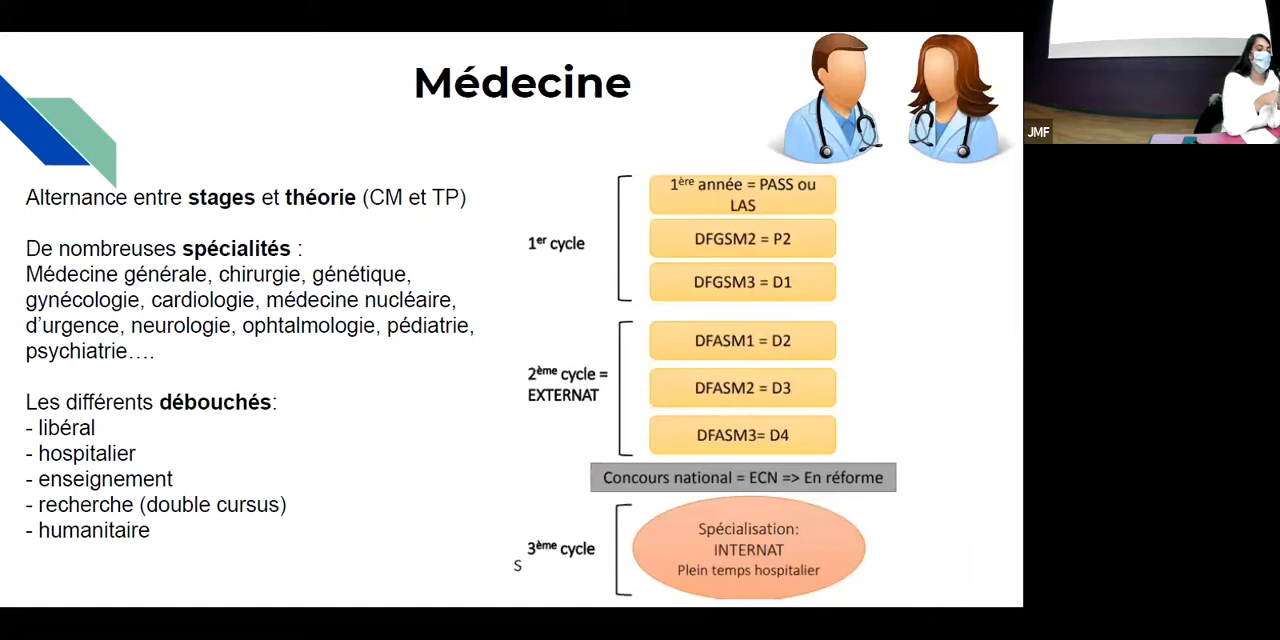 Médecine
JMF
Alternance entre stages et théorie (CM et TP)
De nombreuses spécialités :
Médecine générale, chirurgie, génétique,
gynécologie, cardiologie, médecine nucléaire,
d'urgence, neurologie, ophtalmologie, pédiatrie,
psychiatrie....
Les différents débouchés:
- libéral
- hospitalier
- enseignement
- recherche (double cursus)
- humanitaire
1er cycle
1ère année = PASS ou
LAS
DFGSM2 = P2
DFGSM3 = D1
2ème cycle =
EXTERNAT
DFASM1 = D2
DFASM2 = D3
DFASM3= D4
Concours national = ECN => En réforme
3ème cycle
S
Spécialisation:
INTERNAT
Plein temps hospitalier